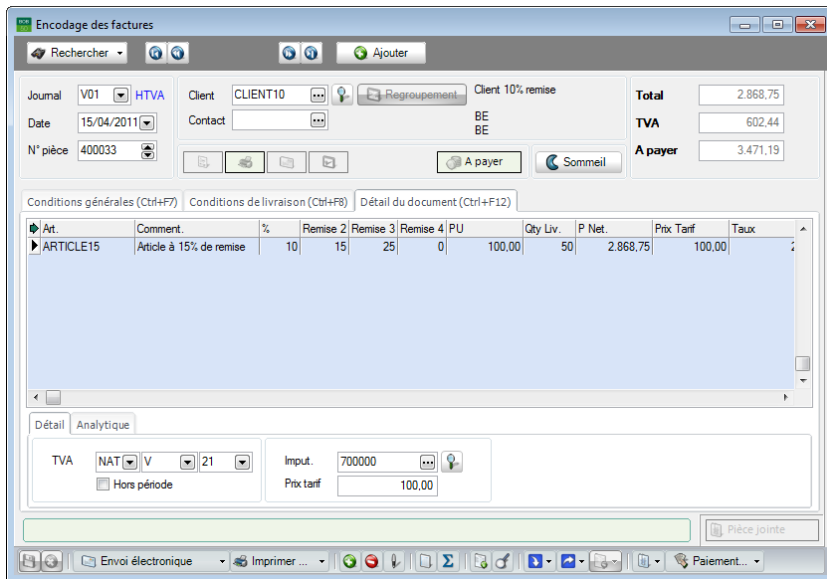 Encodage des factures
Rechercher Ajouter
Journal V01 HTVA Client CLIENT10 Regroupement Client 10% remise Total 2.868,75
Date 15/04/2011 Contact BE TVA 602,44
BE
N° pièce 400033 A payer Sommeil A payer 3.471,19
Conditions générales (Ctrl+F7) Conditions de livraison (Ctrl+F8) Détail du document (Ctrl+F12)
Art. Comment. % Remise 2 Remise 3 Remise 4 PU Qty Liv. P Net. Prix Tarif Taux
ARTICLE15 Article à 15% de remise 10 15 25 0 100,00 50 2.868,75 100,00
Détail Analytique
TVA NAT V 21 Imput. 700000
Hors période Prix tarif 100,00
Pièce jointe
Envoi électronique Imprimer ... Paiement...